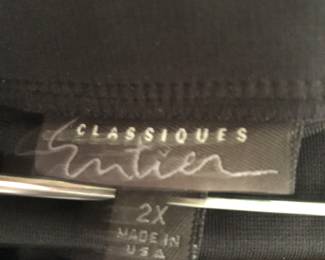 CLASSIQUES
Entier
2X
MADE IN
USA